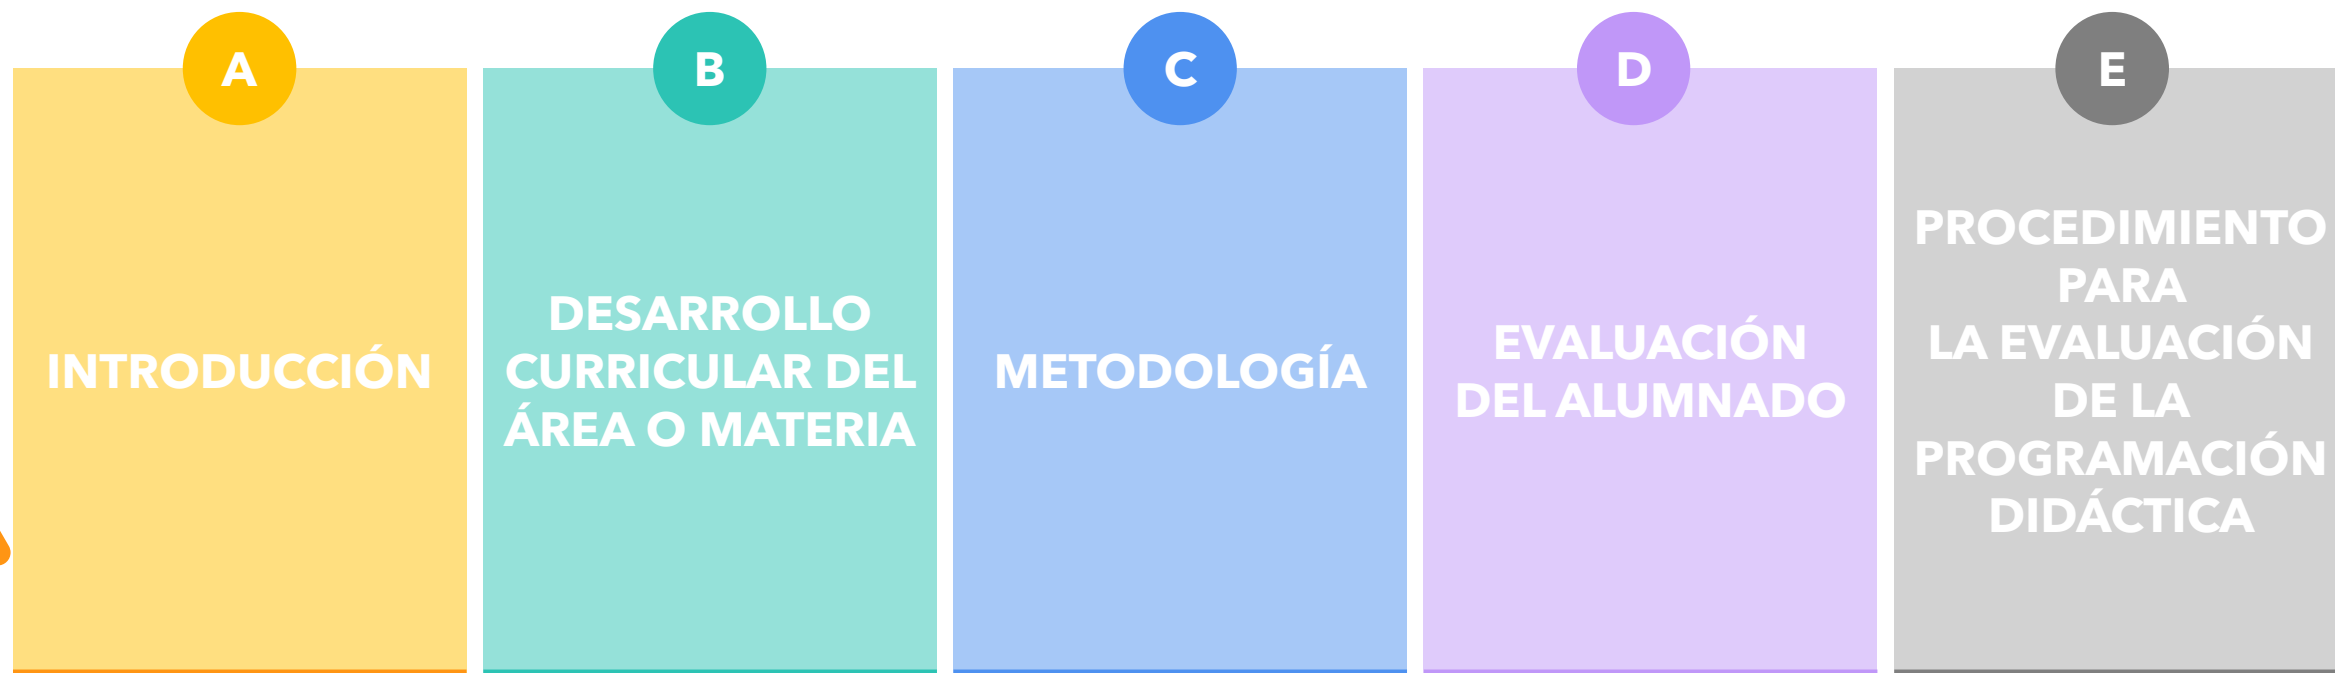 A
INTRODUCCIÓN
B
DESARROLLO
CURRICULAR DEL
ÁREA O MATERIA
C
METODOLOGÍA
D
EVALUACIÓN
DEL ALUMNADO
E
PROCEDIMIENTO
PARA
LA EVALUACIÓN
DE LA
PROGRAMACIÓN
DIDÁCTICA